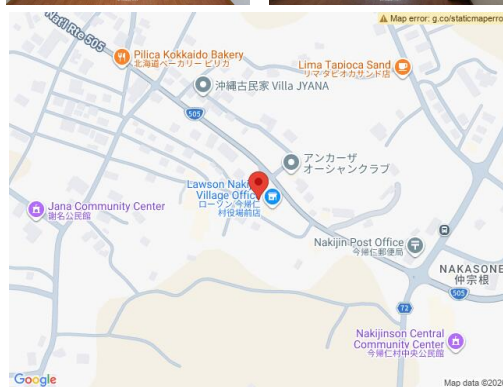 Map error: g.co/staticmaperro
Nat'l Rte 505
Pilica Kokkaido Bakery
北海道ベーカリー ピリカ
Lima Tapioca Sand
リマ タピオカサンド店
沖縄古民家 Villa JYANA
505
アンカーザ
オーシャンクラブ
Lawson Naki
Village Office
ローソン 今帰仁
村役場前店
Jana Community Center
謝名公民館
Nakijin Post Office
今帰仁郵便局
NAKASONE
仲宗根
505
72
Nakijinson Central
Community Center
今帰仁村中央公民館
Google
Map data ©202